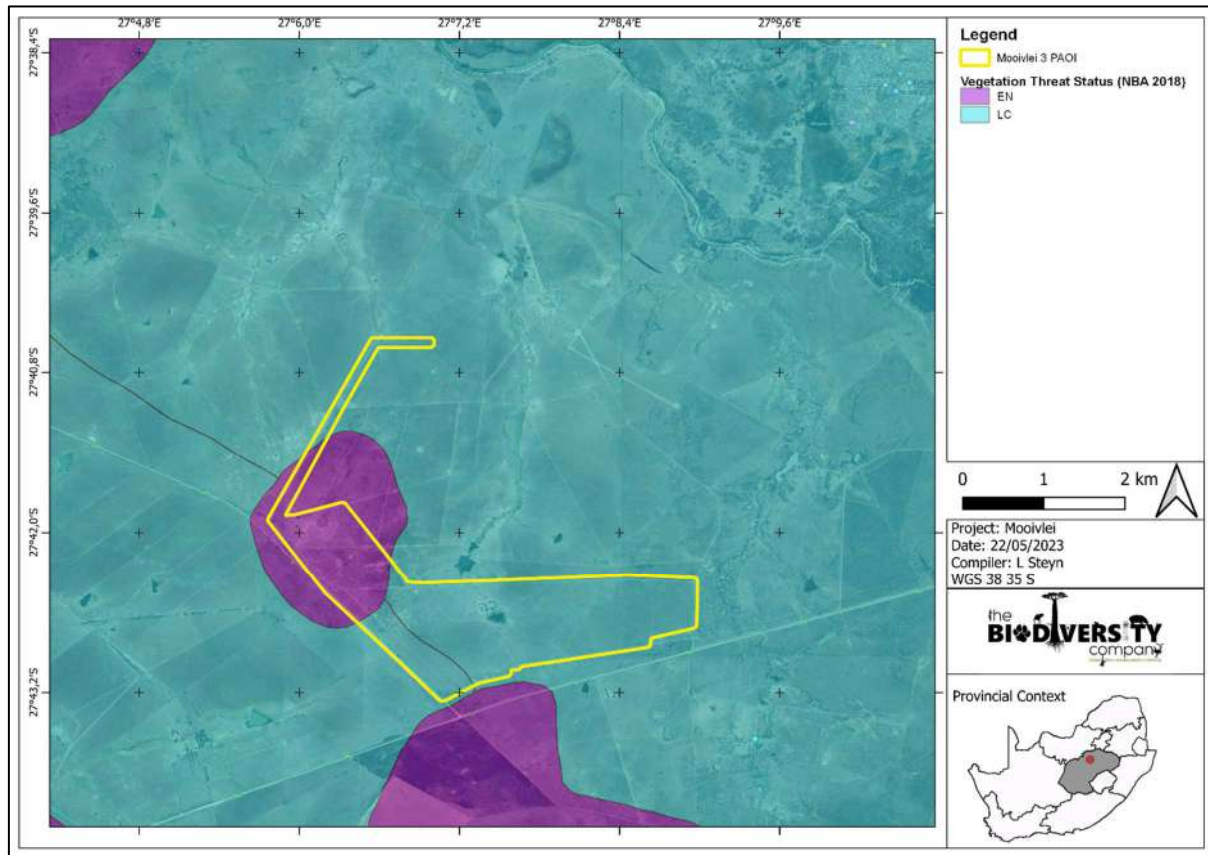 27°4,8'E 27°6,0'E 27°7,2'E 27°8,4'E 27°9,6'E
27°38,4'S
27°39,6'S
27°40,8'S
27°42,0'S
27°43,2'S
Legend
Mooivlei 3 PAOI
Vegetation Threat Status (NBA 2018)
EN
LC
0 1 2 km
Project: Mooivlei
Date: 22/05/2023
Compiler: L Steyn
WGS 38 35 S
the
BIODIVERSITY
company
Provincial Context